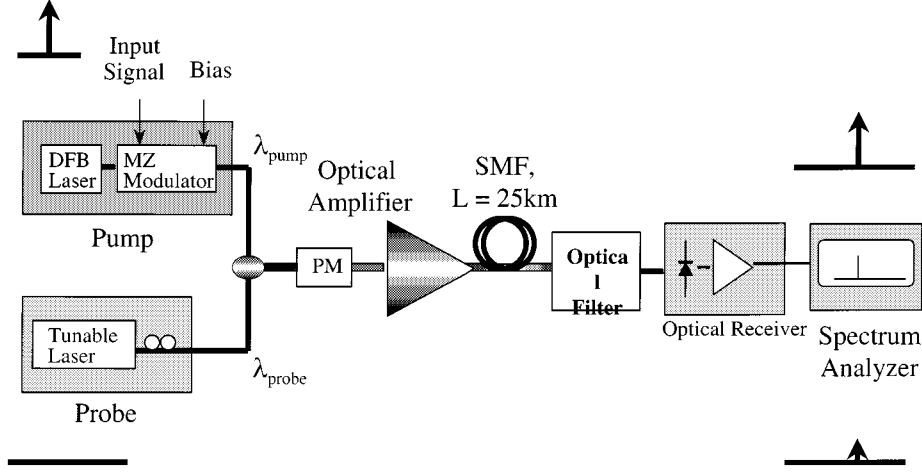 Input
Signal
Bias
DFB
Laser
MZ
Modulator
λpump
Pump
Optical
Amplifier
SMF,
L = 25km
PM
Optica
l
Filter
Optical Receiver
Spectrum
Analyzer
Tunable
Laser
λprobe
Probe